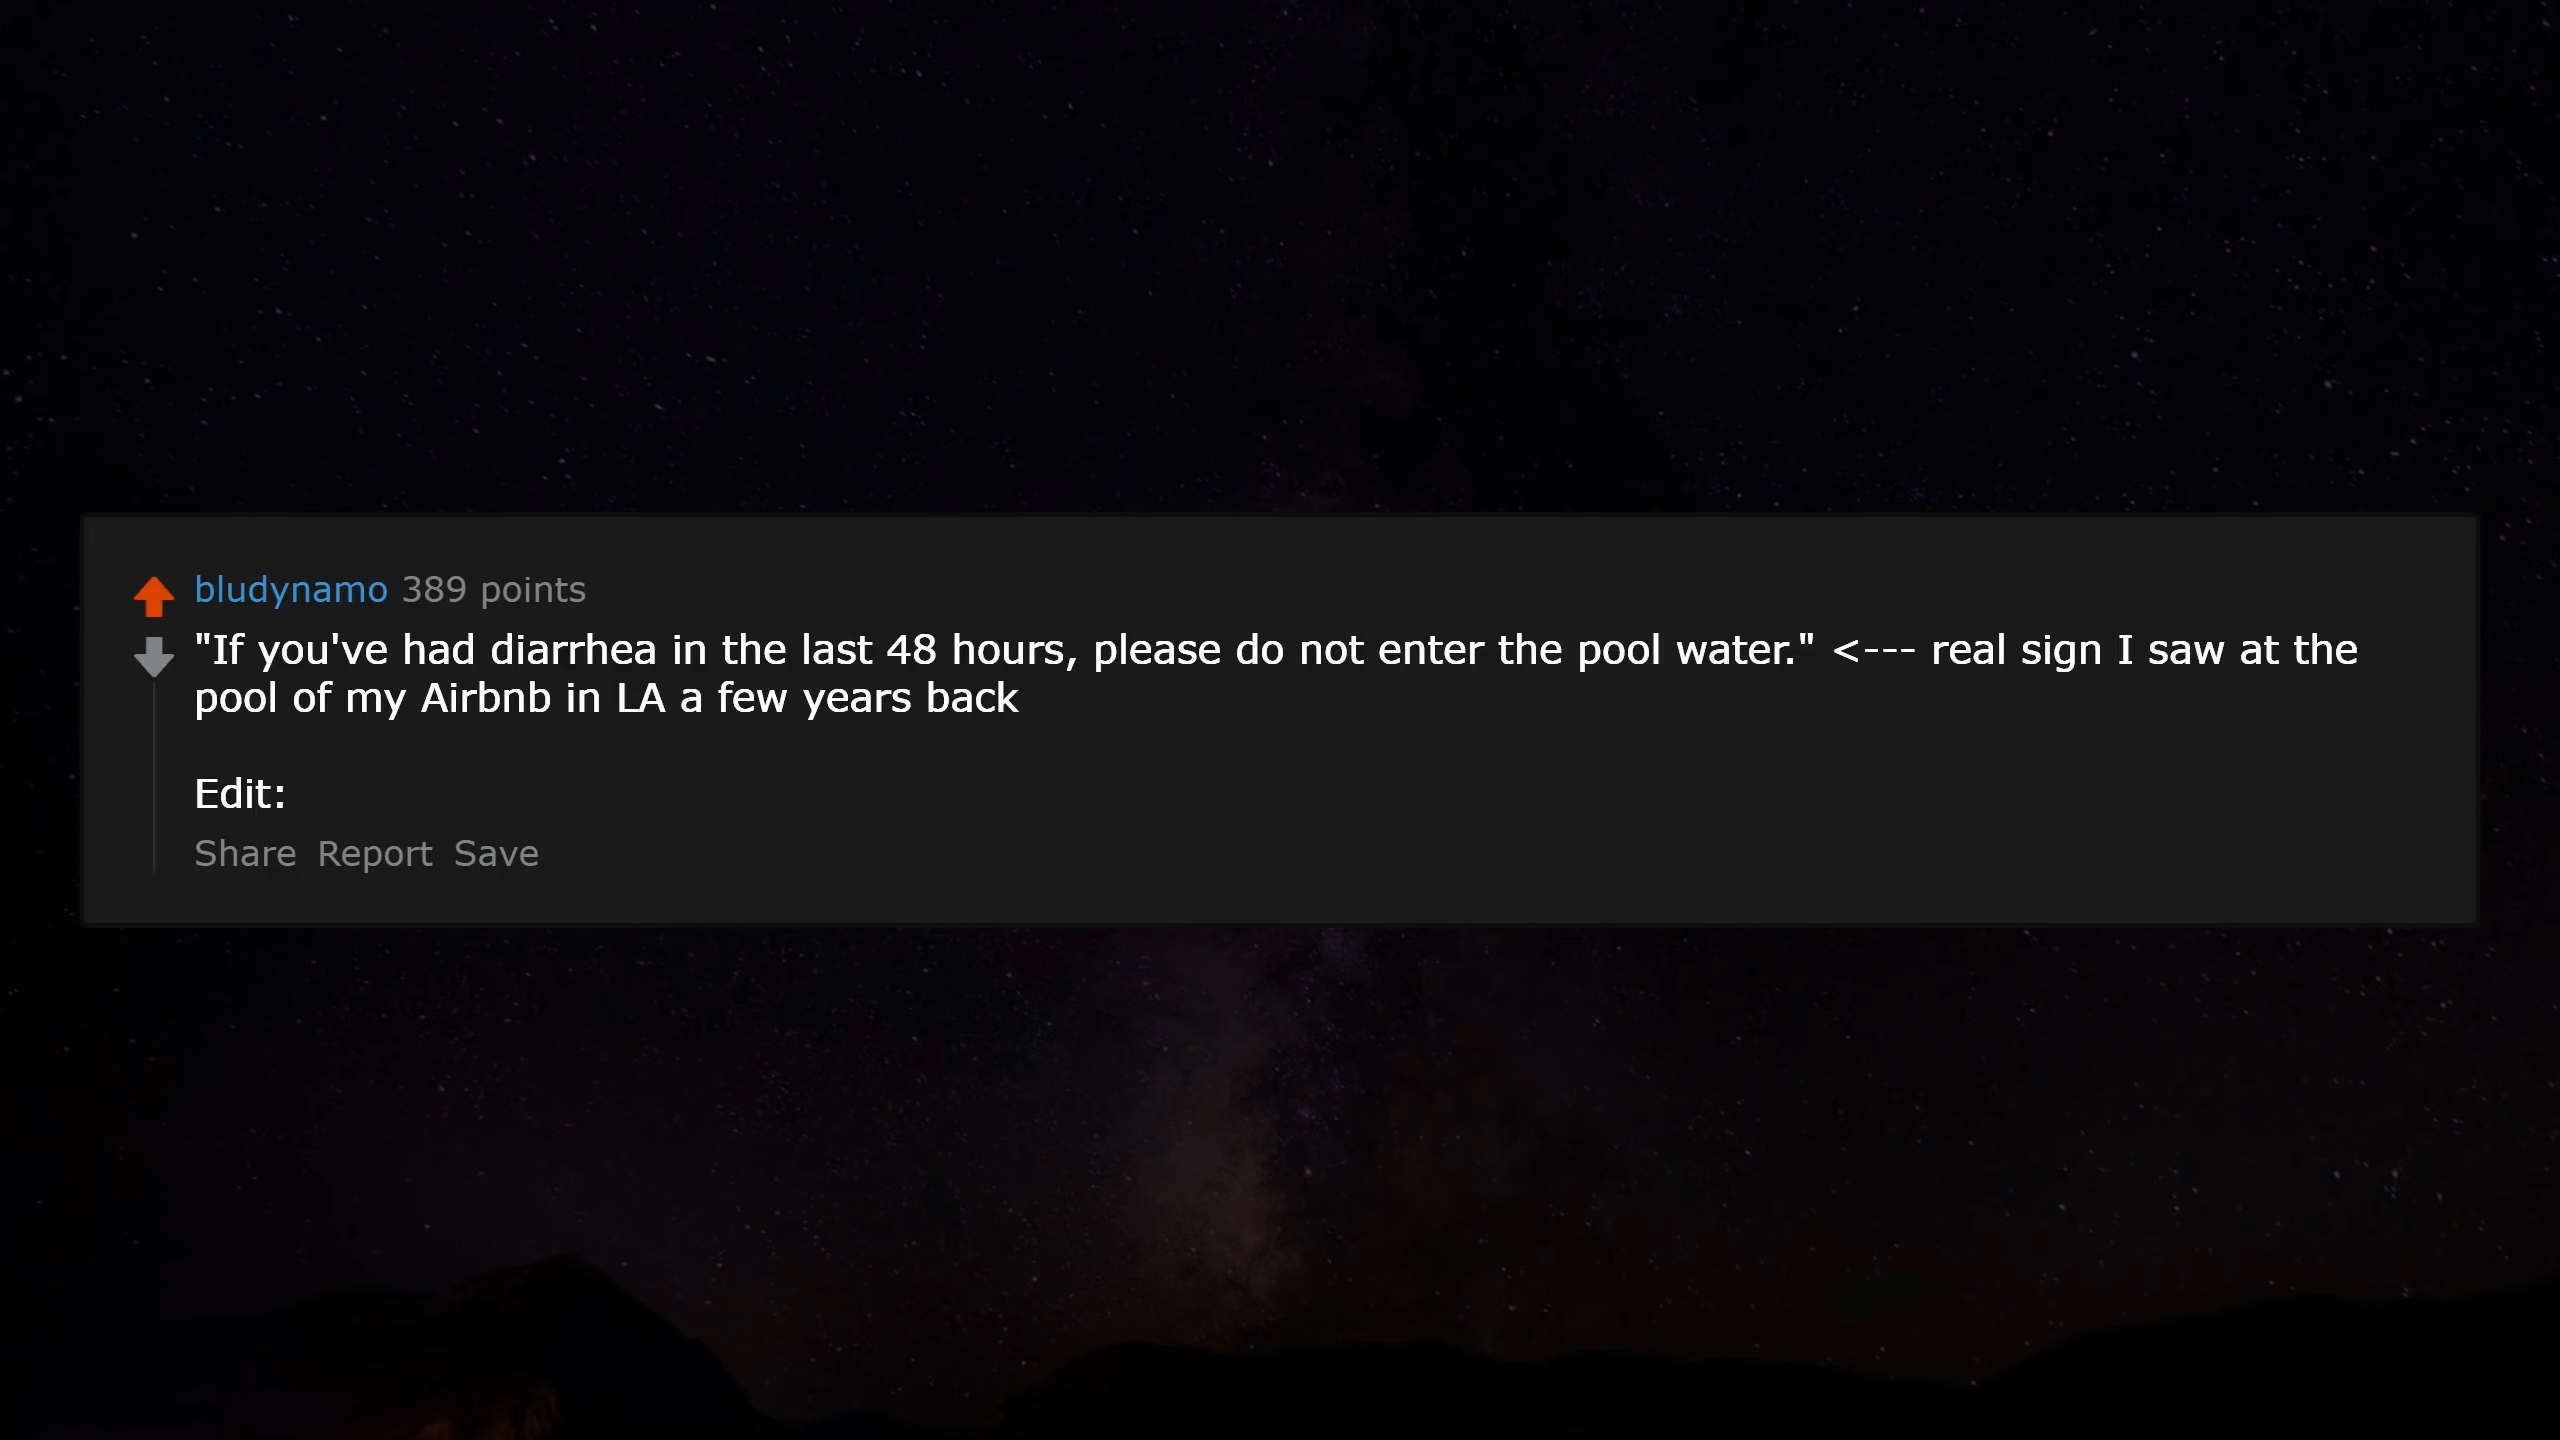 bludynamo 389 points
"If you've had diarrhea in the last 48 hours, please do not enter the pool water." <--- real sign I saw at the
pool of my Airbnb in LA a few years back
Edit:
Share Report Save